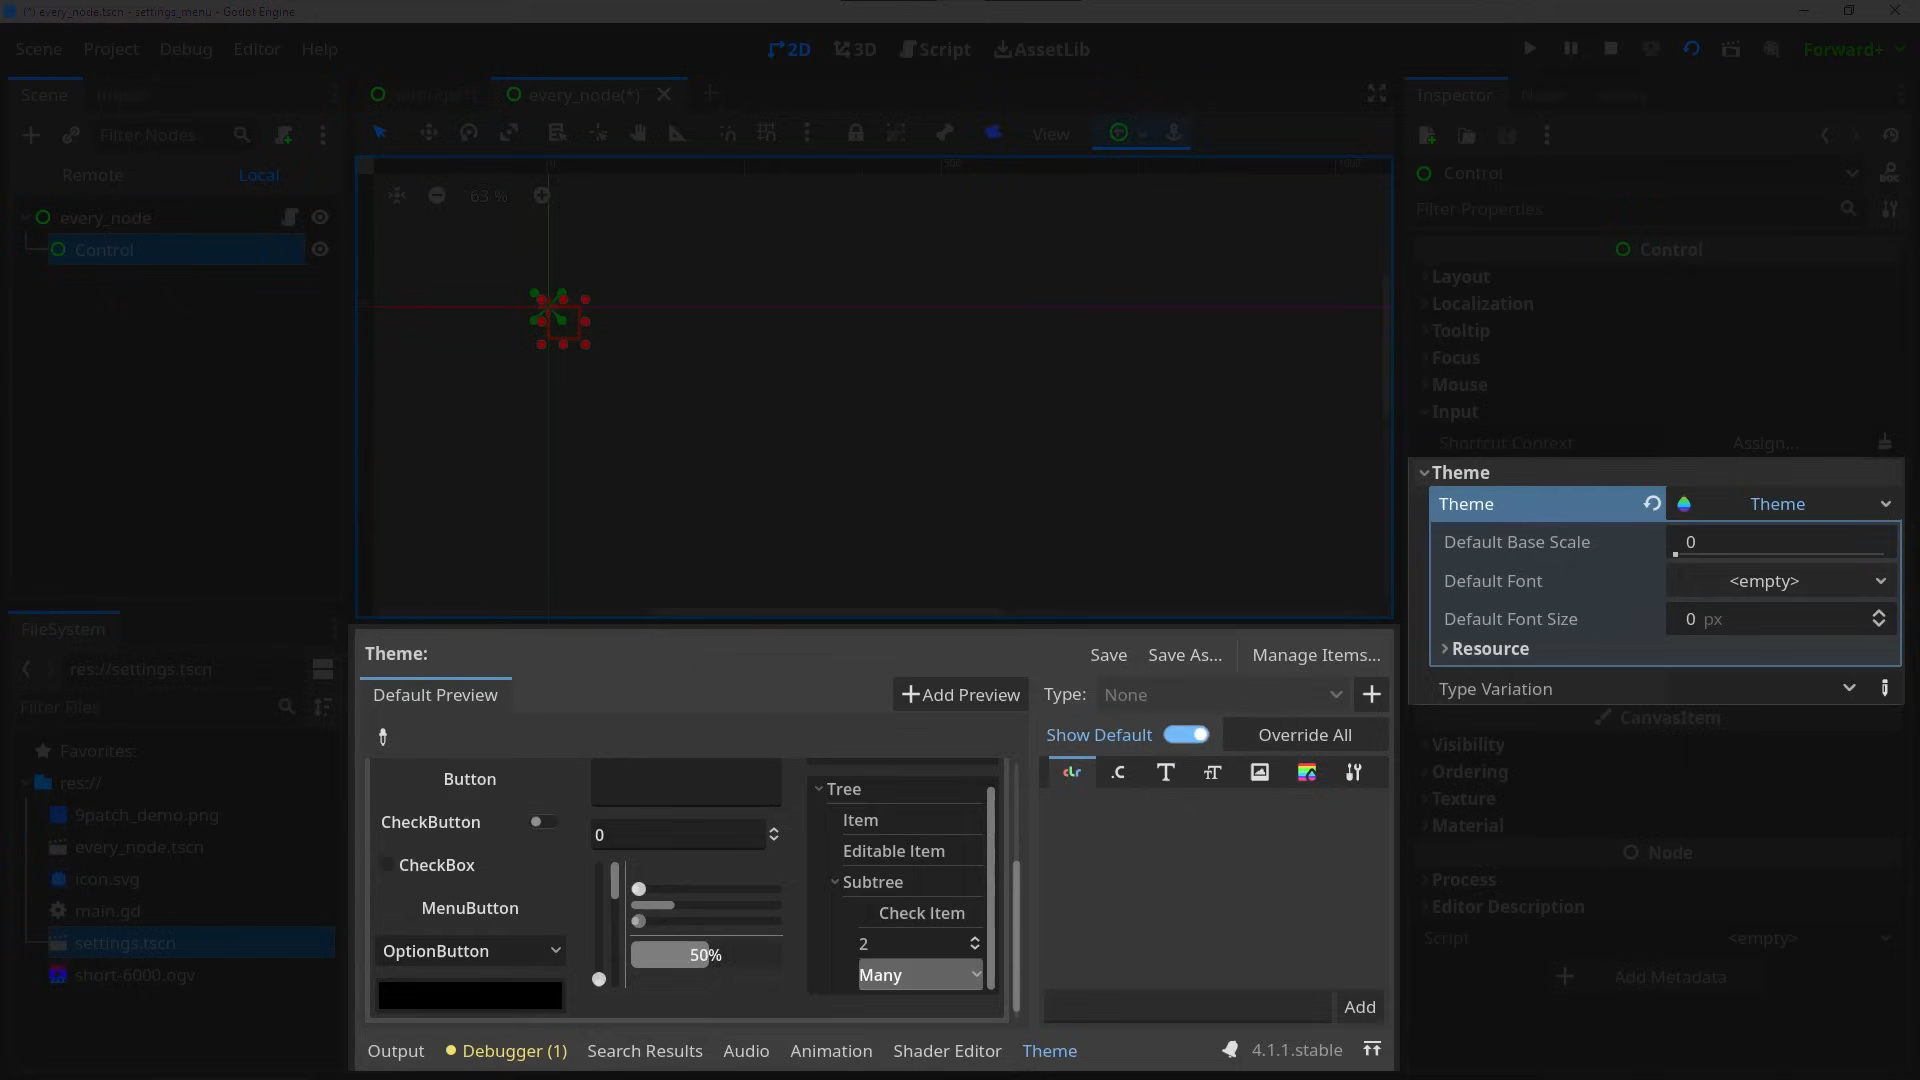 (*) every_node.tscn - settings_menu - Godot Engine
Scene Project Debug Editor Help
2D 3D Script AssetLib
Forward+
Scene Import
every_node(*)
Inspector Node History
Filter Nodes
View
Remote Local
Control
63 %
0 500 1000
Filter Properties
every_node
Control
Control
Layout
Localization
Tooltip
Focus
Mouse
Input
Shortcut Context Assign...
Theme
Theme Theme
Default Base Scale 0
Default Font <empty>
Default Font Size 0 px
Resource
Type Variation
CanvasItem
Visibility
Ordering
Texture
Material
Node
Process
Editor Description
Script <empty>
Add Metadata
FileSystem
res://settings.tscn
Filter Files
Favorites:
res://
9patch_demo.png
every_node.tscn
icon.svg
main.gd
settings.tscn
short-6000.ogv
Theme:
Save Save As... Manage Items...
Default Preview
Add Preview
Type: None
Show Default Override All
Button
CheckButton
CheckBox
MenuButton
OptionButton
0
50%
Tree
Item
Editable Item
Subtree
Check Item
2
Many
Add
Output Debugger (1) Search Results Audio Animation Shader Editor Theme
4.1.1.stable